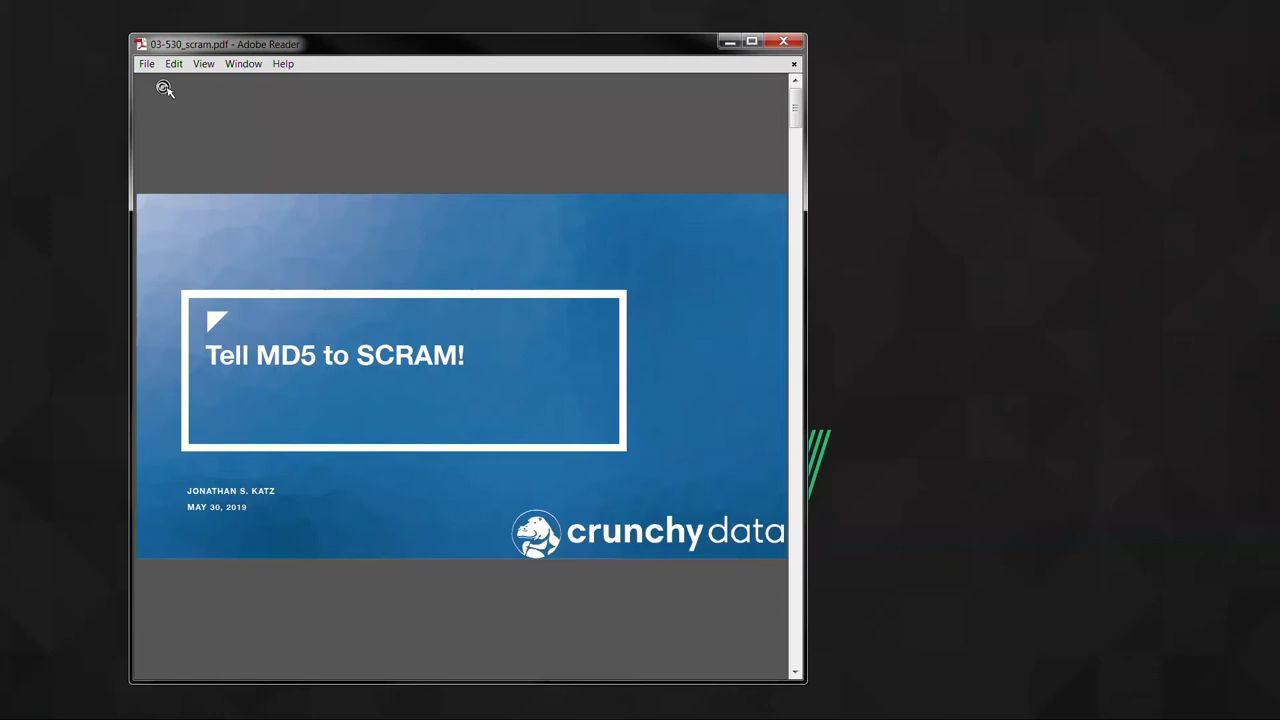 03-530_scram.pdf - Adobe Reader
File Edit View Window Help
Tell MD5 to SCRAM!
JONATHAN S. KATZ
MAY 30, 2019
crunchy data